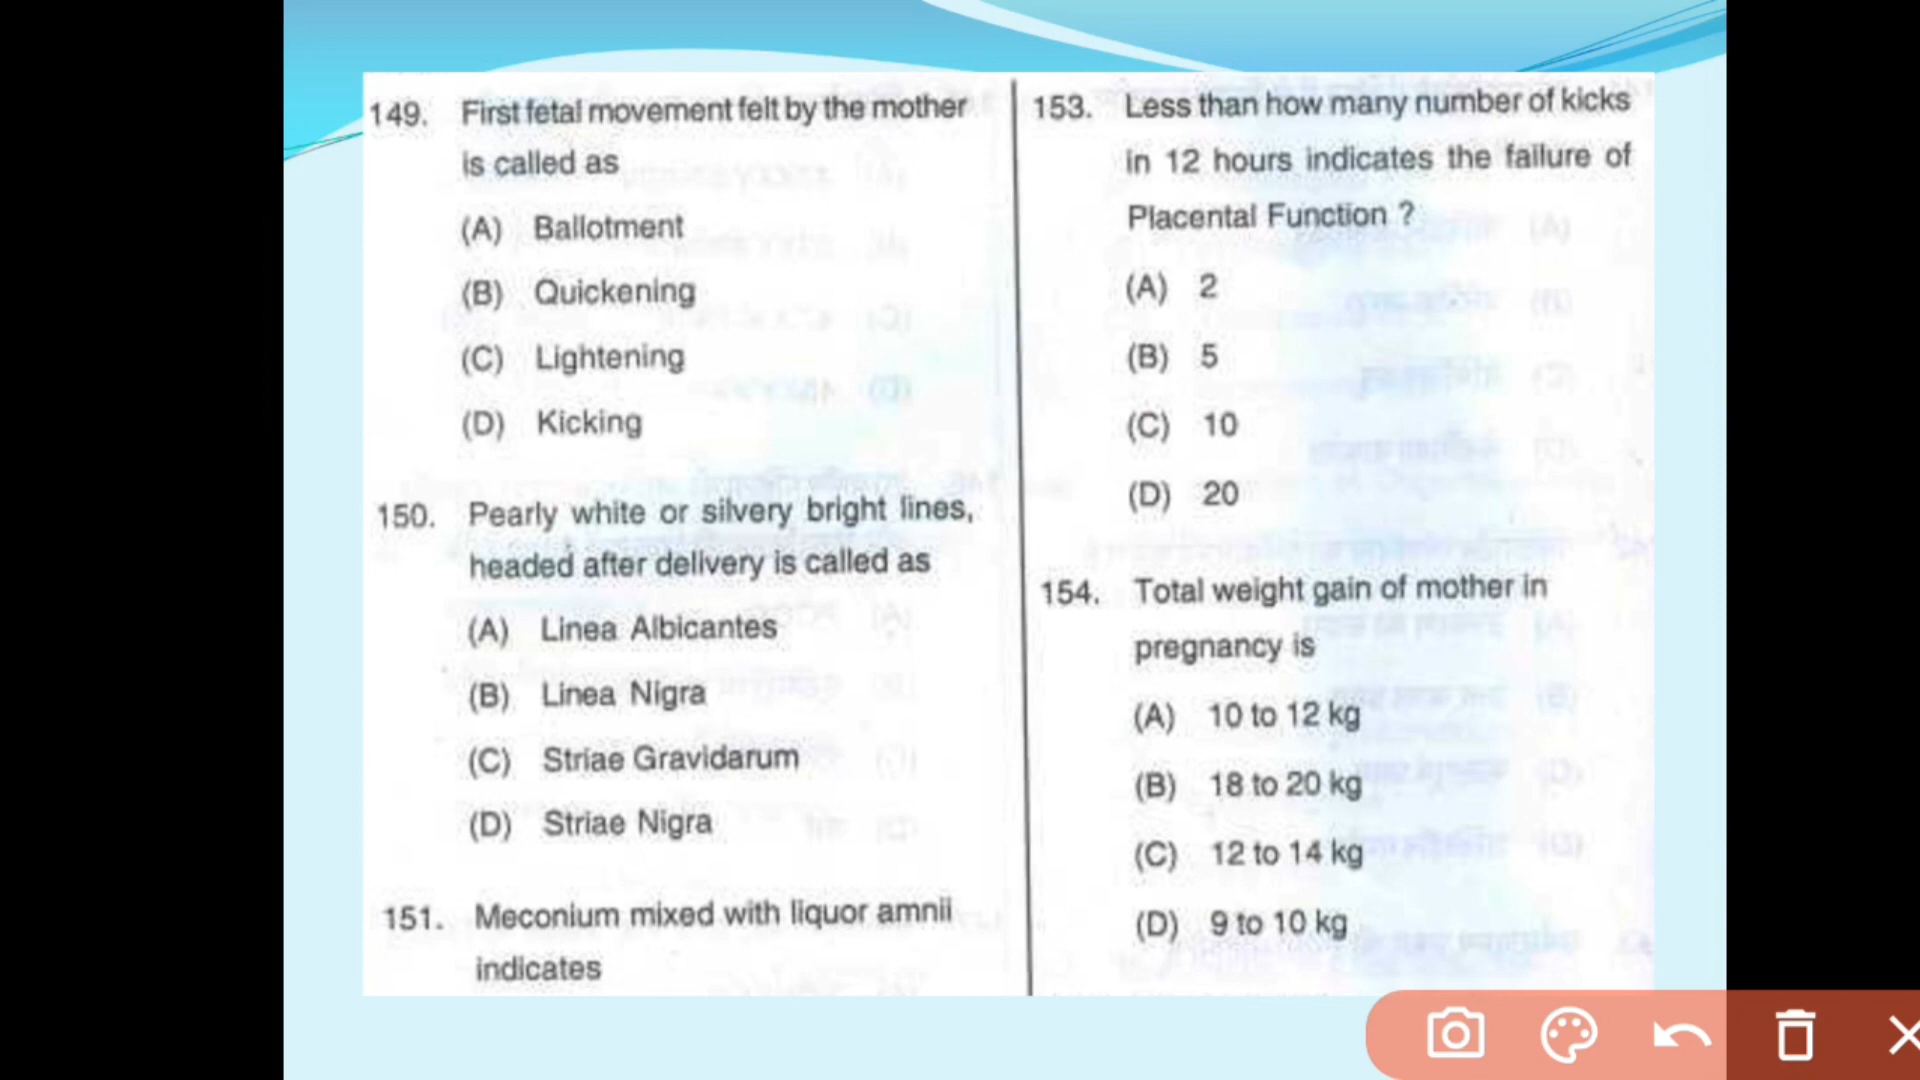 149. First fetal movement felt by the mother
is called as
(A) Ballotment
(B) Quickening
(C) Lightening
(D) Kicking
150. Pearly white or silvery bright lines,
headed after delivery is called as
(A) Linea Albicantes
(B) Linea Nigra
(C) Striae Gravidarum
(D) Striae Nigra
151. Meconium mixed with liquor amnii
indicates
153. Less than how many number of kicks
in 12 hours indicates the failure of
Placental Function ?
(A) 2
(B) 5
(C) 10
(D) 20
154. Total weight gain of mother in
pregnancy is
(A) 10 to 12 kg
(B) 18 to 20 kg
(C) 12 to 14 kg
(D) 9 to 10 kg